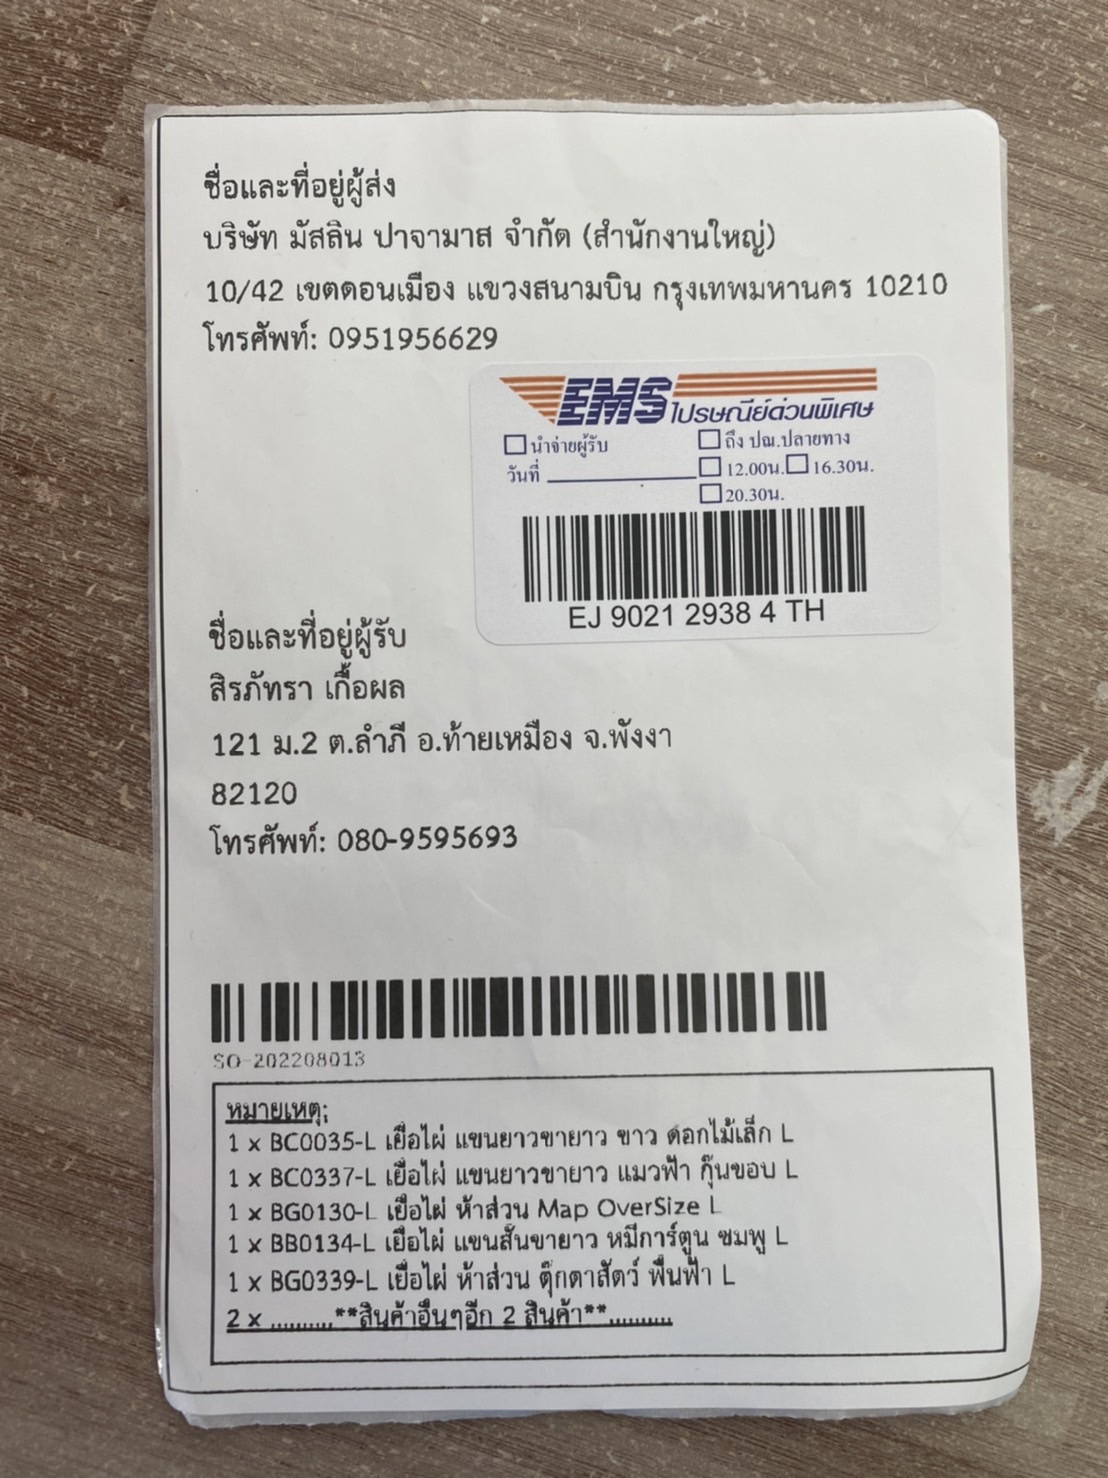 ชื่อและที่อยู่ผู้ส่ง
บริษัท มัสลิน ปาจามาส จำกัด (สำนักงานใหญ่)
10/42 เขตดอนเมือง แขวงสนามบิน กรุงเทพมหานคร 10210
โทรศัพท์: 0951956629
EMS ไปรษณีย์ด่วนพิเศษ
นำจ่ายผู้รับ ถึง ปณ.ปลายทาง
วันที่ 12.00น. 16.30น.
20.30น.
EJ 9021 2938 4 TH
ชื่อและที่อยู่ผู้รับ
สิรภัทรา เกื้อผล
121 ม.2 ต.ลำภี อ.ท้ายเหมือง จ.พังงา
82120
โทรศัพท์: 080-9595693
SO-202208013
หมายเหตุ;
1 x BC0035-L เยื่อไผ่ แขนยาวขายาว ขาว ดอกไม้เล็ก L
1 x BC0337-L เยื่อไผ่ แขนยาวขายาว แมวฟ้า กุ๊นขอบ L
1 x BG0130-L เยื่อไผ่ ห้าส่วน Map OverSize L
1 x BB0134-L เยื่อไผ่ แขนสั้นขายาว หมีการ์ตูน ชมพู L
1 x BG0339-L เยื่อไผ่ ห้าส่วน ตุ๊กตาสัตว์ พื้นฟ้า L
2 x ..........**สินค้าอื่นๆอีก 2 สินค้า**..........